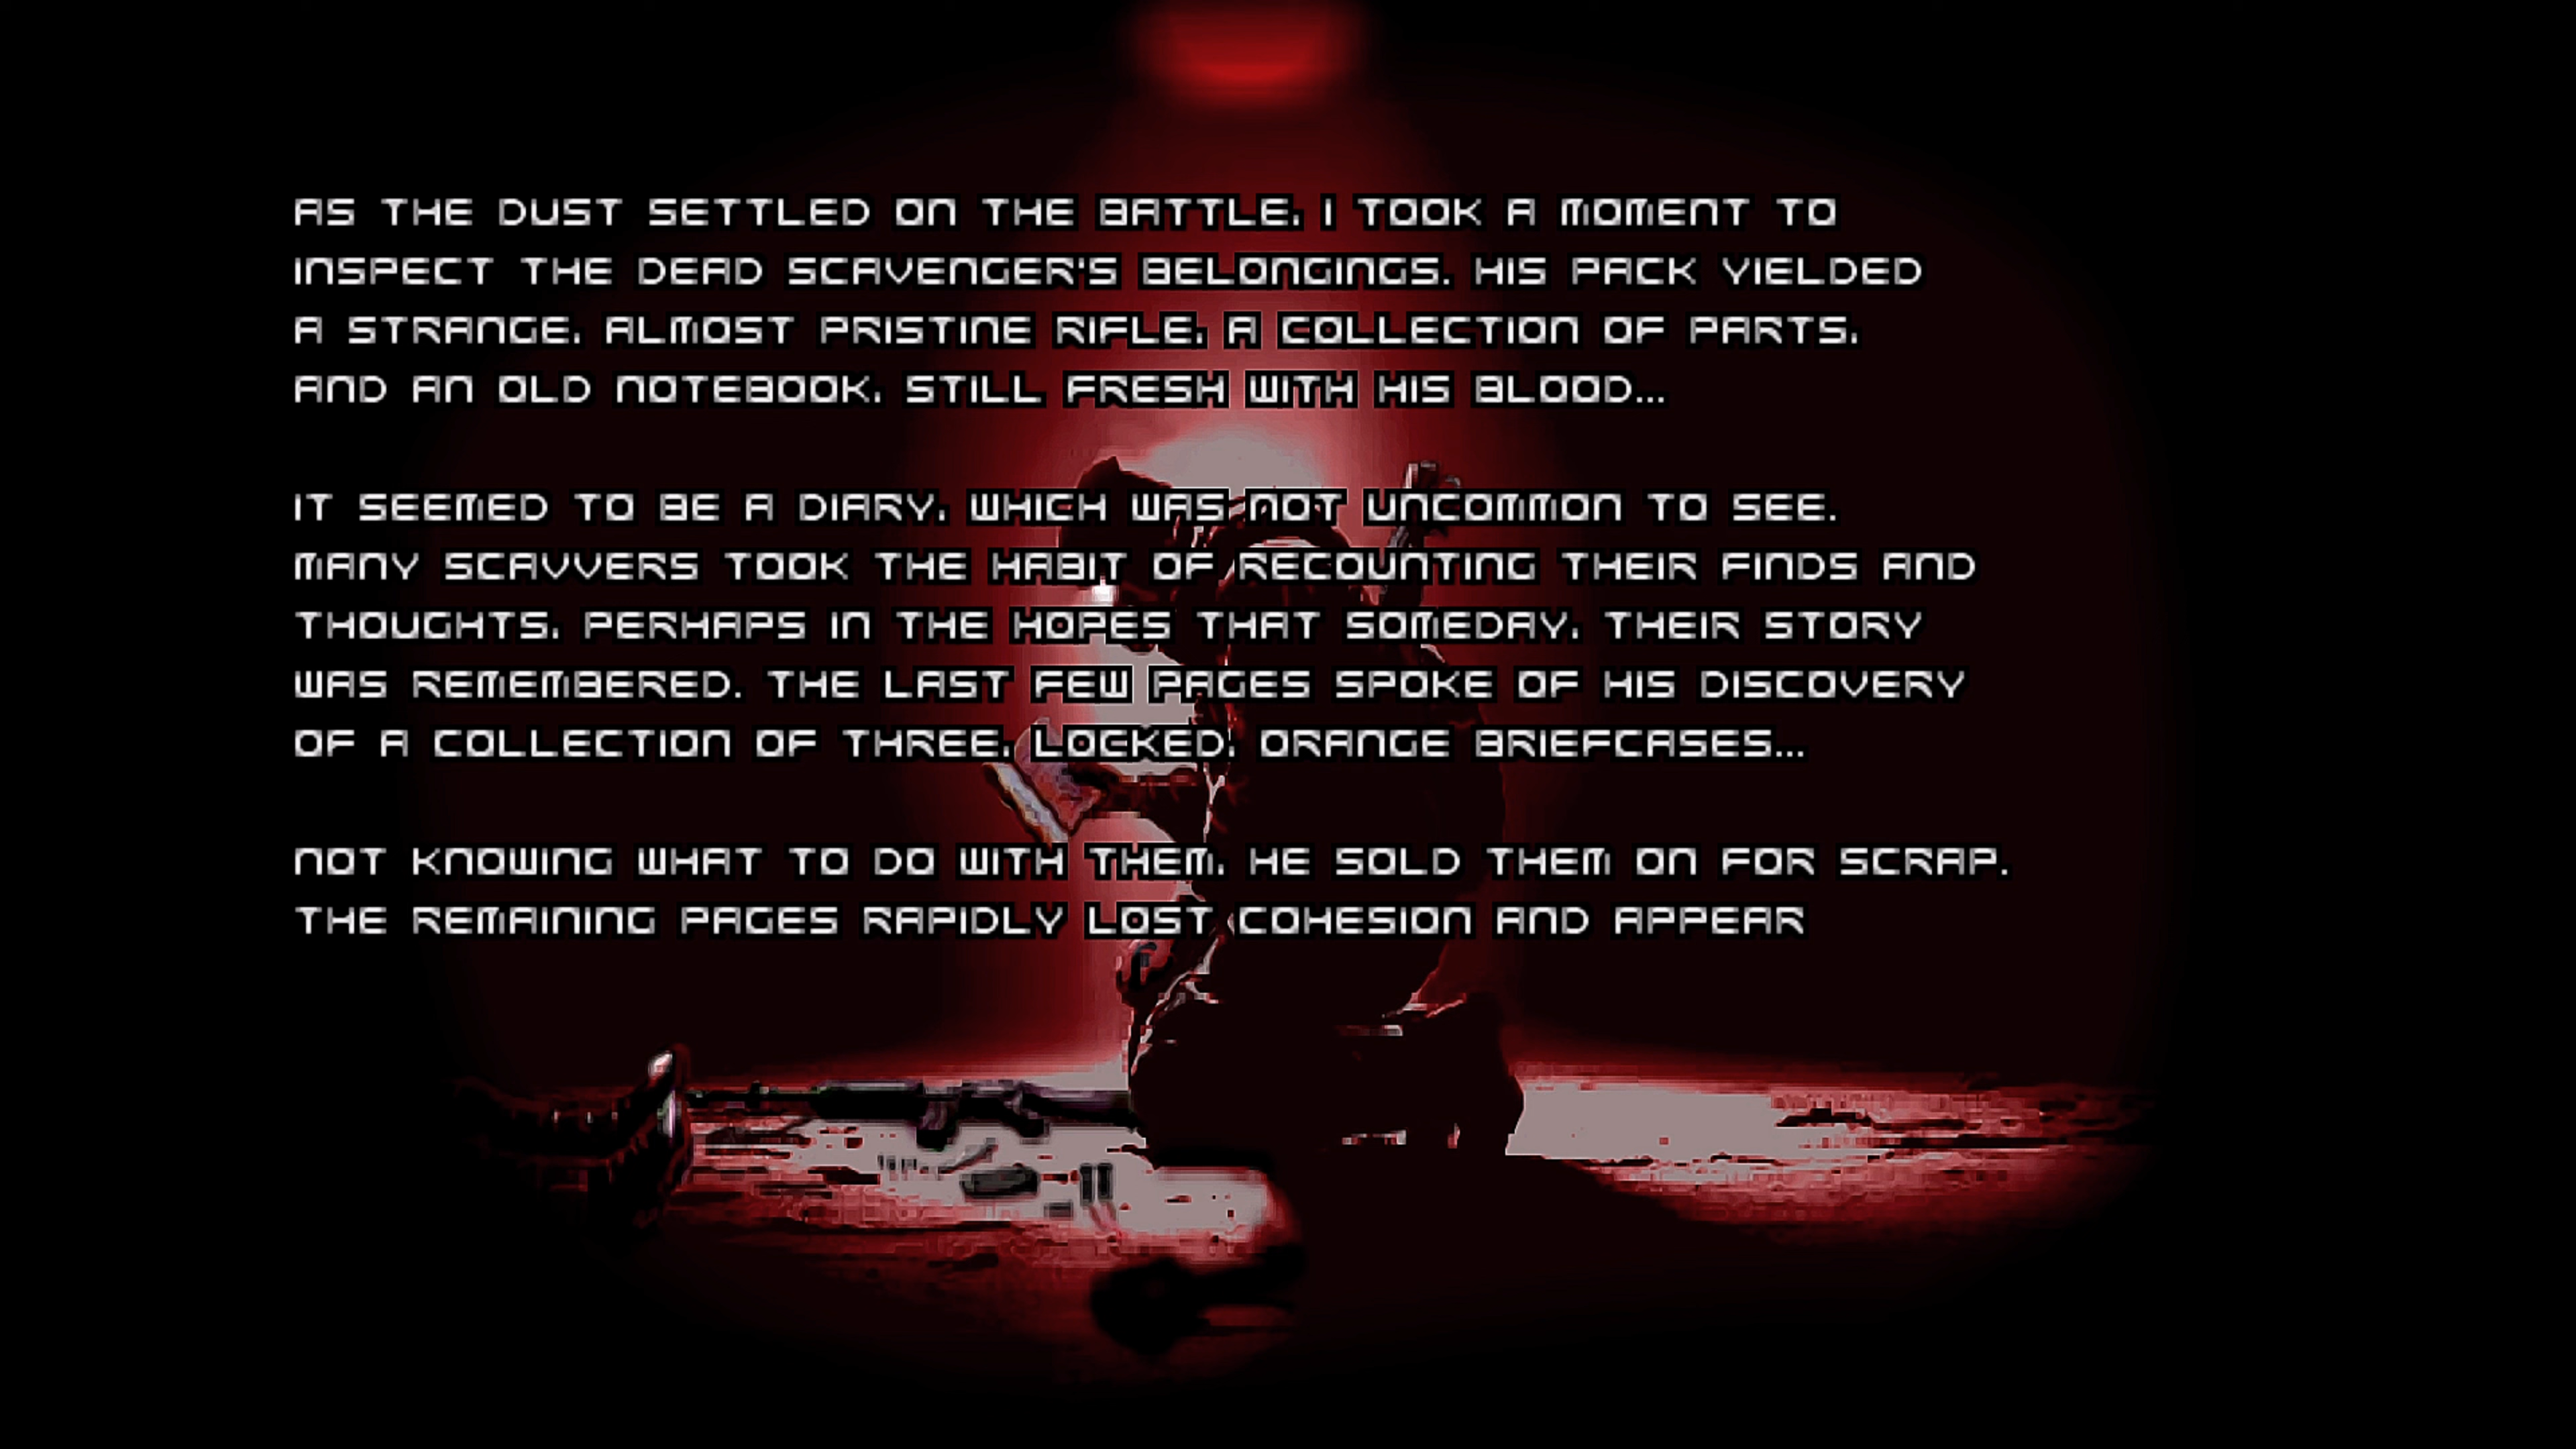 AS THE DUST SETTLED ON THE BATTLE, I TOOK A MOMENT TO
INSPECT THE DEAD SCAVENGER'S BELONGINGS. HIS PACK YIELDED
A STRANGE, ALMOST PRISTINE RIFLE, A COLLECTION OF PARTS,
AND AN OLD NOTEBOOK, STILL FRESH WITH HIS BLOOD...
IT SEEMED TO BE A DIARY, WHICH WAS NOT UNCOMMON TO SEE.
MANY SCAVVERS TOOK THE HABIT OF RECOUNTING THEIR FINDS AND
THOUGHTS, PERHAPS IN THE HOPES THAT SOMEDAY, THEIR STORY
WAS REMEMBERED. THE LAST FEW PAGES SPOKE OF HIS DISCOVERY
OF A COLLECTION OF THREE, LOCKED, ORANGE BRIEFCASES...
NOT KNOWING WHAT TO DO WITH THEM, HE SOLD THEM ON FOR SCRAP.
THE REMAINING PAGES RAPIDLY LOST COHESION AND APPEAR